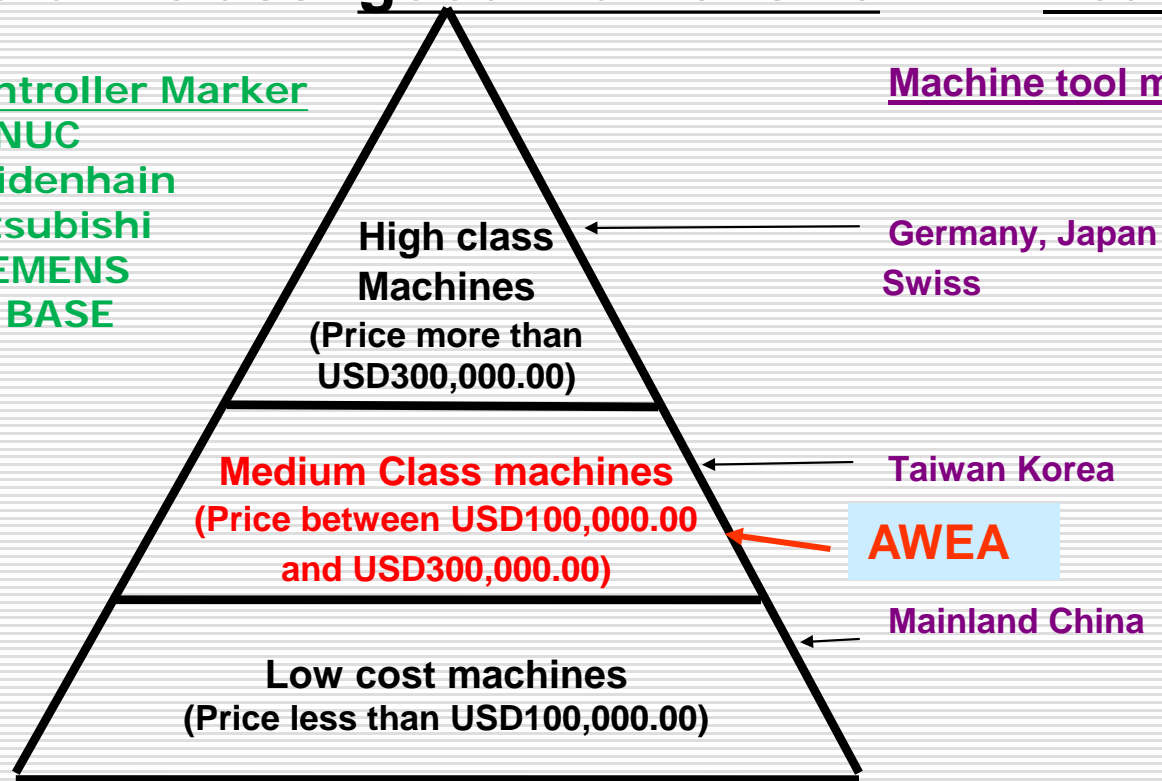 ntroller Marker
NUC
idenhain
tsubishi
EMENS
BASE
Machine tool m
High class
Machines
(Price more than
USD300,000.00)
Germany, Japan
Swiss
Medium Class machines
(Price between USD100,000.00
and USD300,000.00)
Taiwan Korea
AWEA
Mainland China
Low cost machines
(Price less than USD100,000.00)